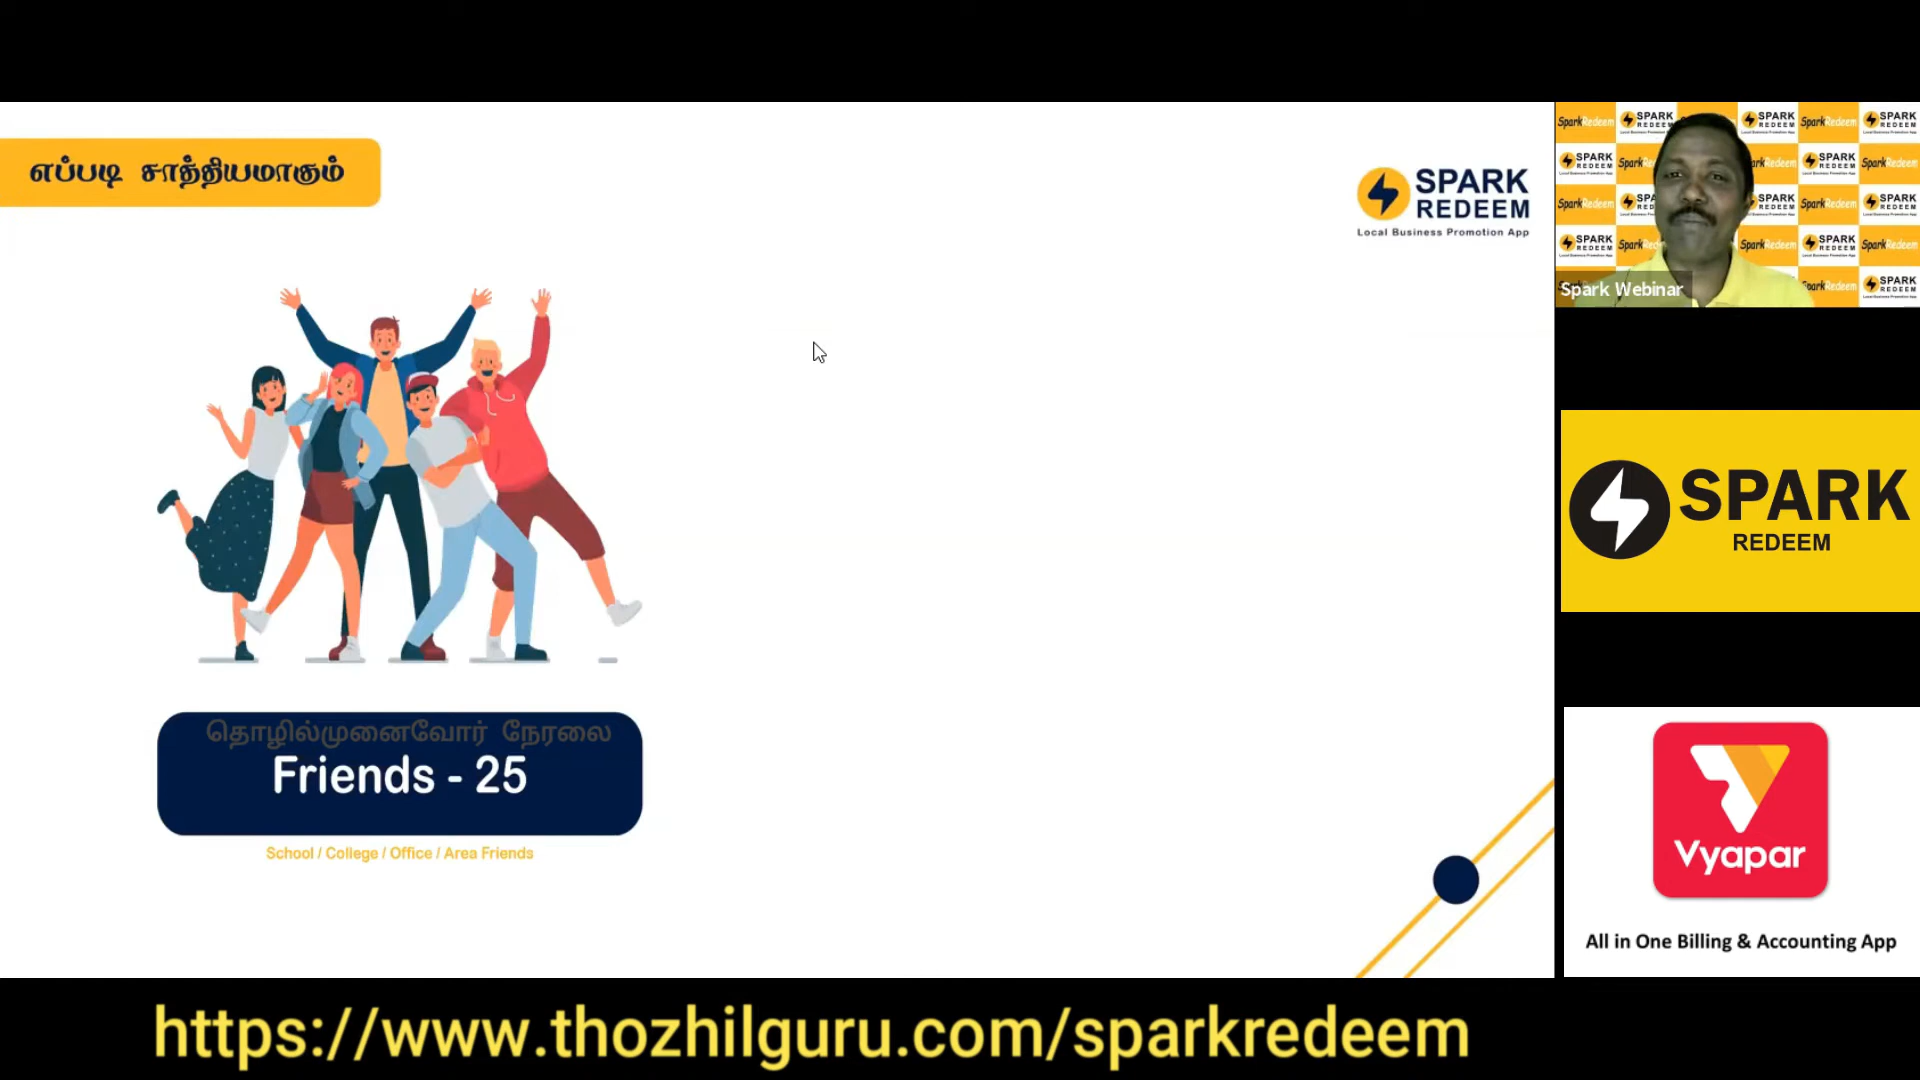 எப்படி சாத்தியமாகும்
SPARK
REDEEM
Local Business Promotion App
Spark Webinar
SPARK
REDEEM
தொழில்முனைவோர் நேரலை
Friends - 25
School / College / Office / Area Friends
Vyapar
All in One Billing & Accounting App
https://www.thozhilguru.com/sparkredeem